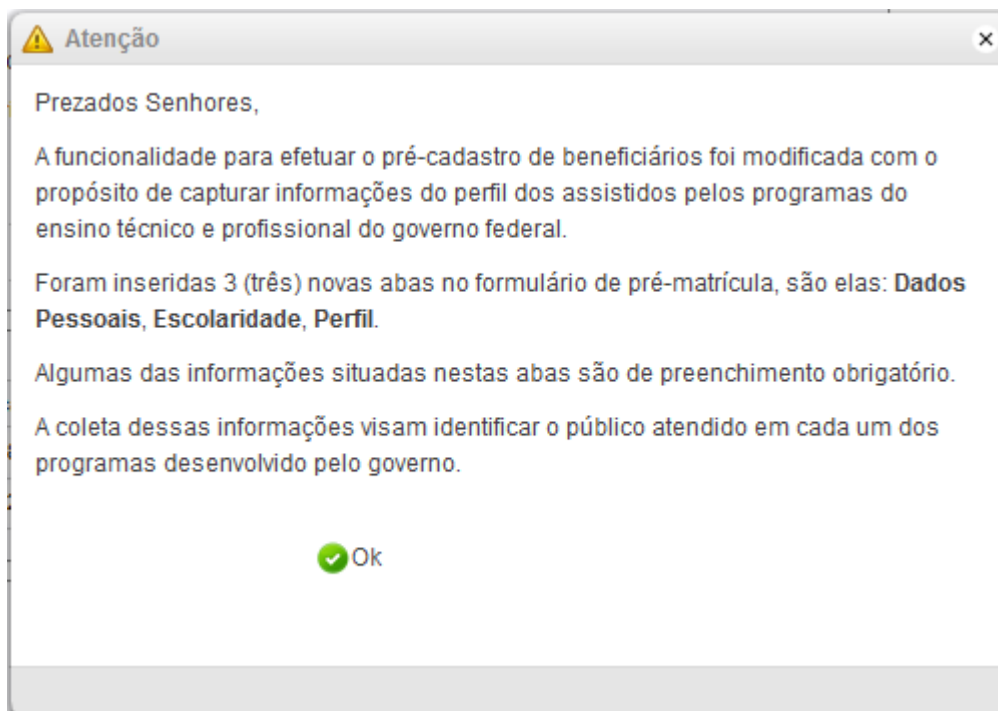 Atenção
Prezados Senhores,
A funcionalidade para efetuar o pré-cadastro de beneficiários foi modificada com o
propósito de capturar informações do perfil dos assistidos pelos programas do
ensino técnico e profissional do governo federal.
Foram inseridas 3 (três) novas abas no formulário de pré-matrícula, são elas: Dados
Pessoais, Escolaridade, Perfil.
Algumas das informações situadas nestas abas são de preenchimento obrigatório.
A coleta dessas informações visam identificar o público atendido em cada um dos
programas desenvolvido pelo governo.
Ok